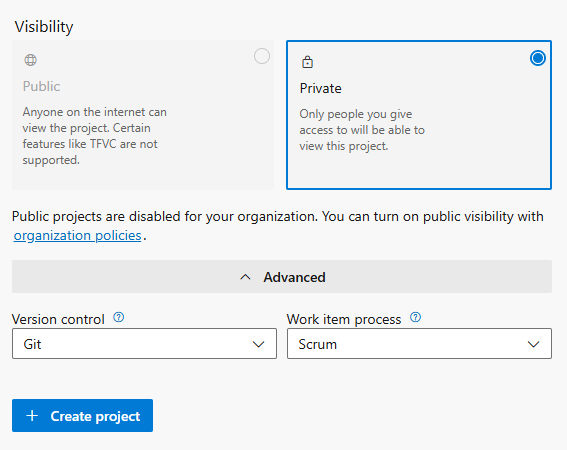 Visibility
Public
Anyone on the internet can
view the project. Certain
features like TFVC are not
supported.
Private
Only people you give
access to will be able to
view this project.
Public projects are disabled for your organization. You can turn on public visibility with
organization policies.
Advanced
Version control
Git
Work item process
Scrum
Create project